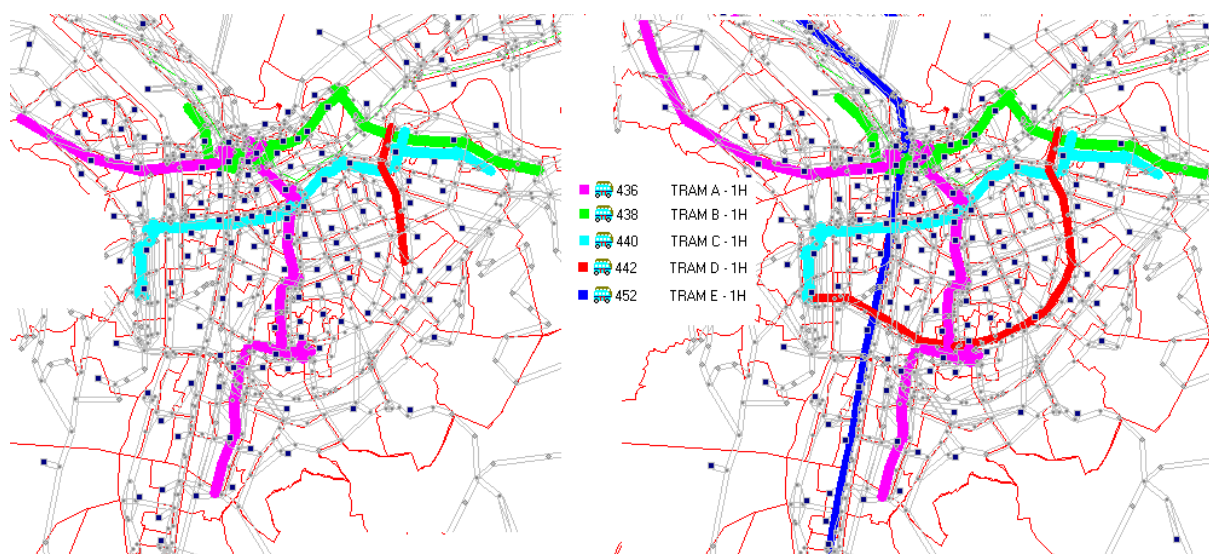 436 TRAM A - 1H
438 TRAM B - 1H
440 TRAM C - 1H
442 TRAM D - 1H
452 TRAM E - 1H